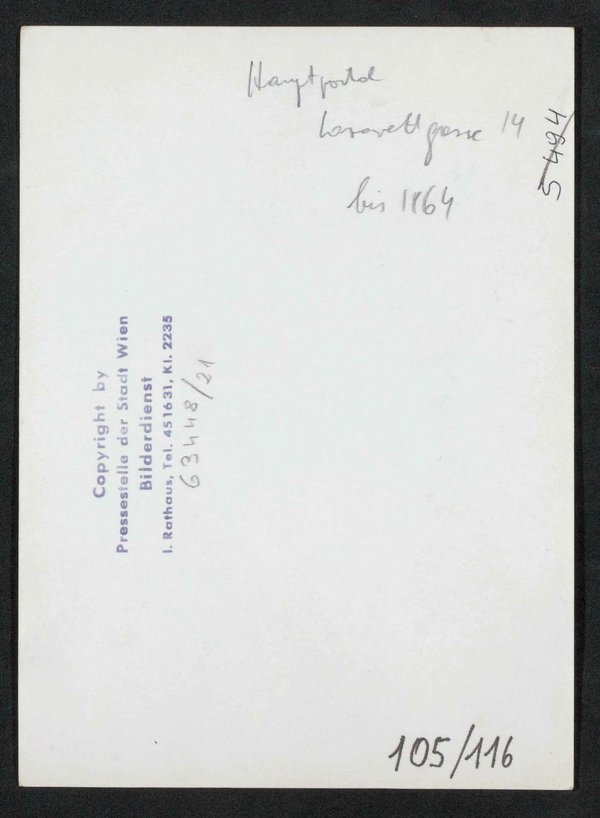 Hauptportal
Lazarettgasse 14
bis 1864
5494
Copyright by
Pressestelle der Stadt Wien
Bilderdienst
I. Rathaus, Tel. 451631, Kl. 2235
63448/21
105/116